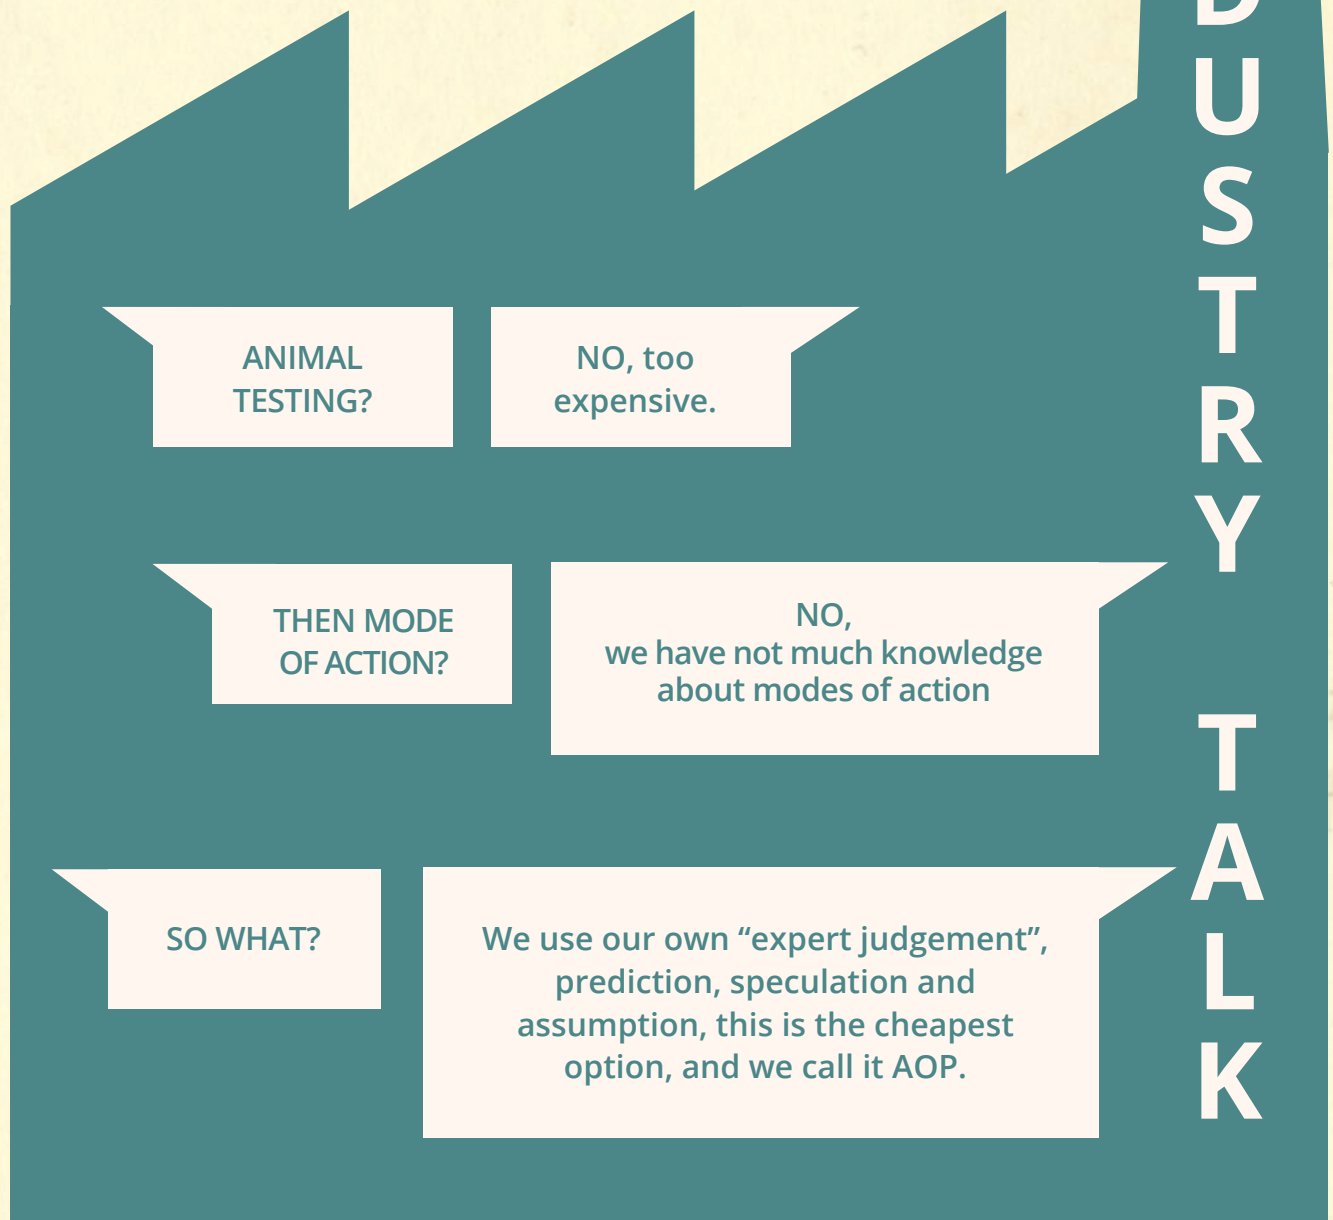 ANIMAL
TESTING?
NO, too
expensive.
THEN MODE
OF ACTION?
NO,
we have not much knowledge
about modes of action
SO WHAT?
We use our own “expert judgement”,
prediction, speculation and
assumption, this is the cheapest
option, and we call it AOP.
D
U
S
T
R
Y
T
A
L
K